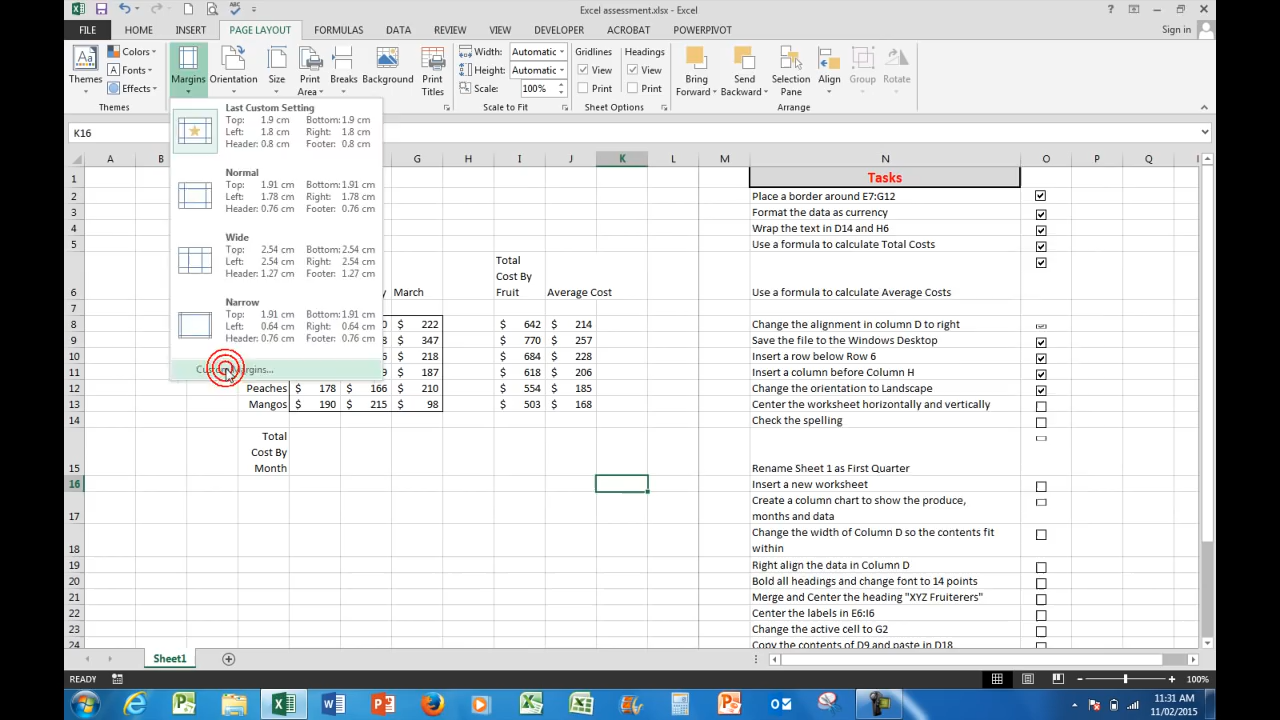 Excel assessment.xlsx - Excel
FILE HOME INSERT PAGE LAYOUT FORMULAS DATA REVIEW VIEW DEVELOPER ACROBAT POWERPIVOT Sign in
Themes Colors Fonts Effects Margins Orientation Size Print Area Breaks Background Print Titles Width: Automatic Height: Automatic Scale: 100% Gridlines View Print Headings View Print Bring Forward Send Backward Selection Pane Align Group Rotate
Themes Scale to Fit Sheet Options Arrange
K16
Last Custom Setting
Top: 1.9 cm Bottom: 1.9 cm
Left: 1.8 cm Right: 1.8 cm
Header: 0.8 cm Footer: 0.8 cm
Normal
Top: 1.91 cm Bottom: 1.91 cm
Left: 1.78 cm Right: 1.78 cm
Header: 0.76 cm Footer: 0.76 cm
Wide
Top: 2.54 cm Bottom: 2.54 cm
Left: 2.54 cm Right: 2.54 cm
Header: 1.27 cm Footer: 1.27 cm
Narrow
Top: 1.91 cm Bottom: 1.91 cm
Left: 0.64 cm Right: 0.64 cm
Header: 0.76 cm Footer: 0.76 cm
Custom Margins...
A B G H I J K L M N O P Q
1 Tasks
2 Place a border around E7:G12
3 Format the data as currency
4 Wrap the text in D14 and H6
5 Use a formula to calculate Total Costs
6 March Total Cost By Fruit Average Cost Use a formula to calculate Average Costs
7
8 $ 222 $ 642 $ 214 Change the alignment in column D to right
9 $ 347 $ 770 $ 257 Save the file to the Windows Desktop
10 $ 218 $ 684 $ 228 Insert a row below Row 6
11 $ 187 $ 618 $ 206 Insert a column before Column H
12 Peaches $ 178 $ 166 $ 210 $ 554 $ 185 Change the orientation to Landscape
13 Mangos $ 190 $ 215 $ 98 $ 503 $ 168 Center the worksheet horizontally and vertically
14 Check the spelling
15 Total Cost By Month Rename Sheet 1 as First Quarter
16 Insert a new worksheet
17 Create a column chart to show the produce, months and data
18 Change the width of Column D so the contents fit within
19 Right align the data in Column D
20 Bold all headings and change font to 14 points
21 Merge and Center the heading "XYZ Fruiterers"
22 Center the labels in E6:I6
23 Change the active cell to G2
24 Copy the contents of D9 and paste in D18
Sheet1
READY 100%
11:31 AM
11/02/2015